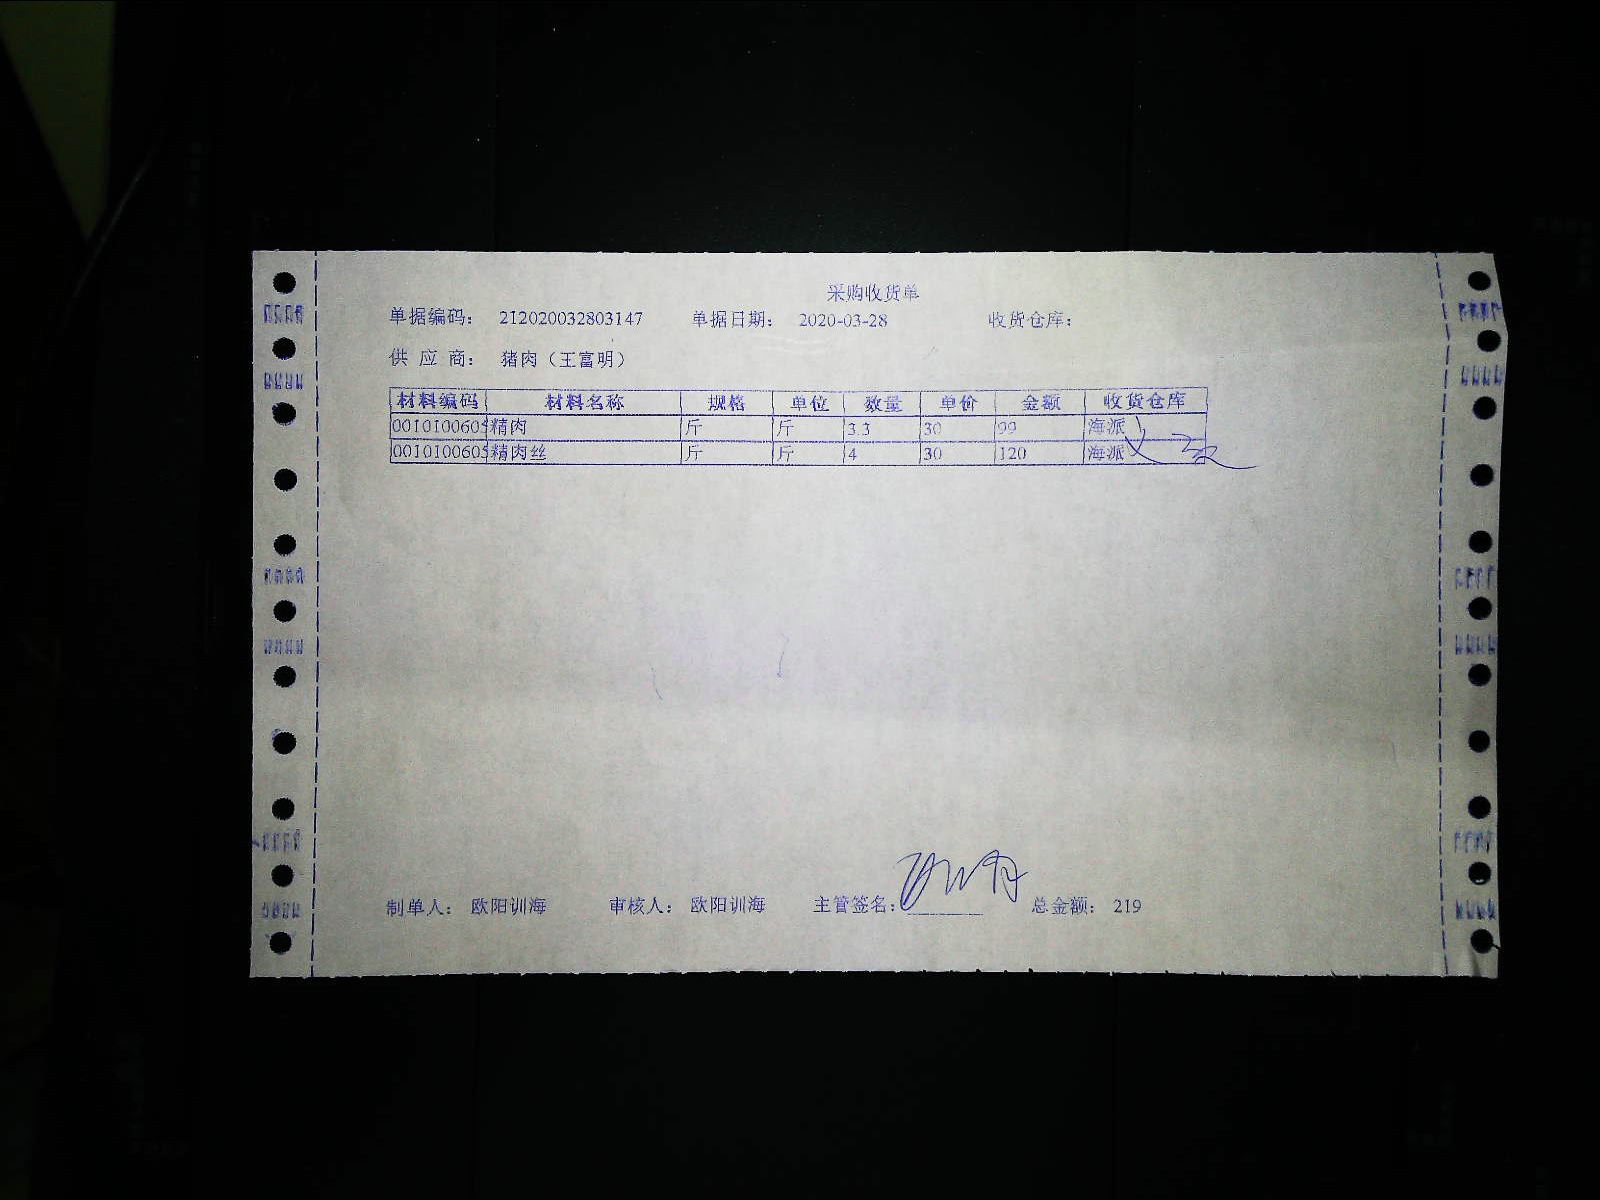 采购收货单
单据编码： 212020032803147 单据日期： 2020-03-28 收货仓库：
供 应 商： 猪肉（王富明）
材料编码 材料名称 规格 单位 数量 单价 金额 收货仓库
0010100605 精肉 斤 斤 3.3 30 99 海派
0010100605 精肉丝 斤 斤 4 30 120 海派
制单人： 欧阳训海 审核人： 欧阳训海 主管签名： 总金额： 219